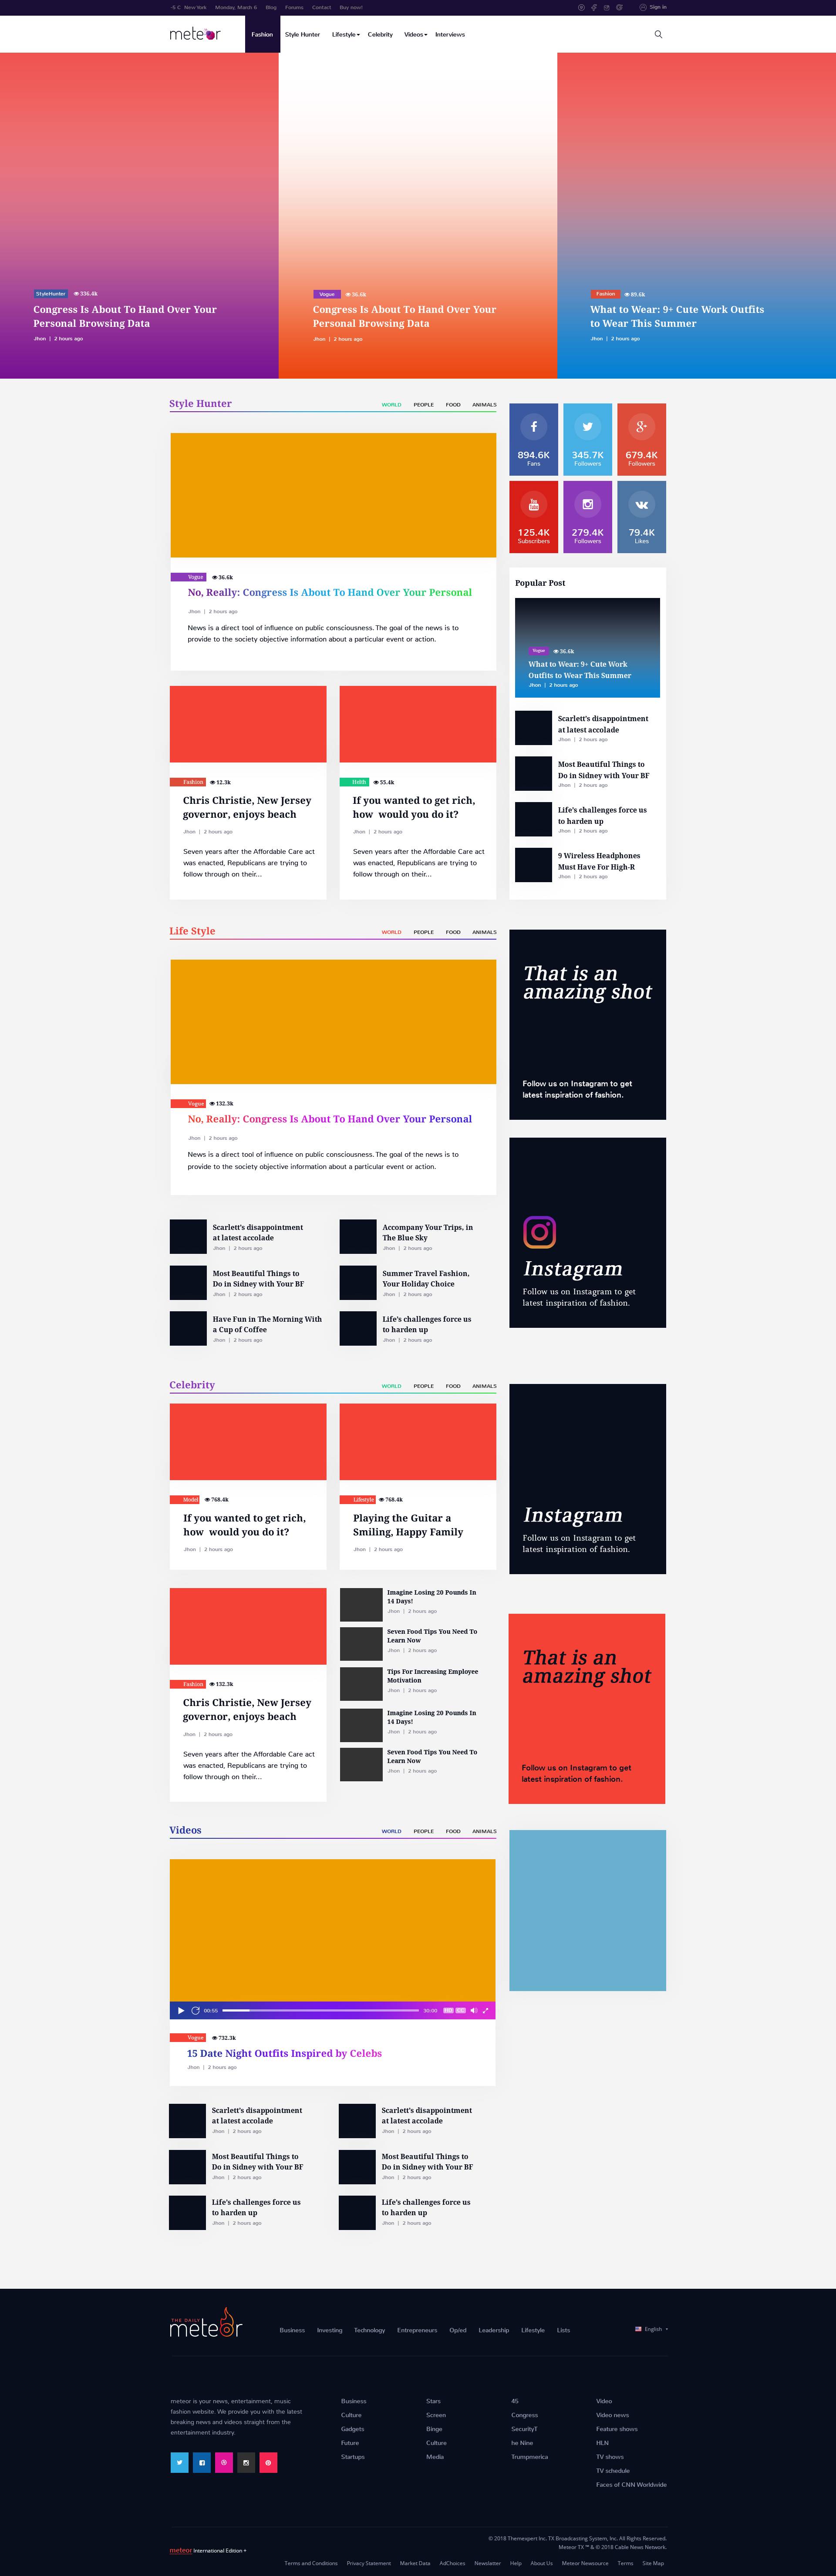 -6 C New York Monday, March 6 Blog Forums Contact Buy now! Sign in
meteor Fashion Style Hunter Lifestyle Celebrity Videos Interviews
StyleHunter 336.4k
Congress Is About To Hand Over Your
Personal Browsing Data
Jhon | 2 hours ago
Vogue 36.6k
Congress Is About To Hand Over Your
Personal Browsing Data
Jhon | 2 hours ago
Fashion 89.6k
What to Wear: 9+ Cute Work Outfits
to Wear This Summer
Jhon | 2 hours ago
Style Hunter WORLD PEOPLE FOOD ANIMALS
Vogue 36.6k
No, Really: Congress Is About To Hand Over Your Personal
Jhon | 2 hours ago
News is a direct tool of influence on public consciousness. The goal of the news is to
provide to the society objective information about a particular event or action.
Fashion 12.3k
Chris Christie, New Jersey
governor, enjoys beach
Jhon | 2 hours ago
Seven years after the Affordable Care act
was enacted, Republicans are trying to
follow through on their...
Helth 55.4k
If you wanted to get rich,
how would you do it?
Jhon | 2 hours ago
Seven years after the Affordable Care act
was enacted, Republicans are trying to
follow through on their...
894.6K
Fans
345.7K
Followers
679.4K
Followers
125.4K
Subscribers
279.4K
Followers
79.4K
Likes
Popular Post
Vogue 36.6k
What to Wear: 9+ Cute Work
Outfits to Wear This Summer
Jhon | 2 hours ago
Scarlett's disappointment
at latest accolade
Jhon | 2 hours ago
Most Beautiful Things to
Do in Sidney with Your BF
Jhon | 2 hours ago
Life's challenges force us
to harden up
Jhon | 2 hours ago
9 Wireless Headphones
Must Have For High-R
Jhon | 2 hours ago
Life Style WORLD PEOPLE FOOD ANIMALS
Vogue 132.3k
No, Really: Congress Is About To Hand Over Your Personal
Jhon | 2 hours ago
News is a direct tool of influence on public consciousness. The goal of the news is to
provide to the society objective information about a particular event or action.
Scarlett's disappointment
at latest accolade
Jhon | 2 hours ago
Accompany Your Trips, in
The Blue Sky
Jhon | 2 hours ago
Most Beautiful Things to
Do in Sidney with Your BF
Jhon | 2 hours ago
Summer Travel Fashion,
Your Holiday Choice
Jhon | 2 hours ago
Have Fun in The Morning With
a Cup of Coffee
Jhon | 2 hours ago
Life's challenges force us
to harden up
Jhon | 2 hours ago
That is an
amazing shot
Follow us on Instagram to get
latest inspiration of fashion.
Instagram
Follow us on Instagram to get
latest inspiration of fashion.
Celebrity WORLD PEOPLE FOOD ANIMALS
Model 768.4k
If you wanted to get rich,
how would you do it?
Jhon | 2 hours ago
Lifestyle 768.4k
Playing the Guitar a
Smiling, Happy Family
Jhon | 2 hours ago
Fashion 132.3k
Chris Christie, New Jersey
governor, enjoys beach
Jhon | 2 hours ago
Seven years after the Affordable Care act
was enacted, Republicans are trying to
follow through on their...
Imagine Losing 20 Pounds In
14 Days!
Jhon | 2 hours ago
Seven Food Tips You Need To
Learn Now
Jhon | 2 hours ago
Tips For Increasing Employee
Motivation
Jhon | 2 hours ago
Imagine Losing 20 Pounds In
14 Days!
Jhon | 2 hours ago
Seven Food Tips You Need To
Learn Now
Jhon | 2 hours ago
Instagram
Follow us on Instagram to get
latest inspiration of fashion.
That is an
amazing shot
Follow us on Instagram to get
latest inspiration of fashion.
Videos WORLD PEOPLE FOOD ANIMALS
00:55 30:00 HD CC
Vogue 732.3k
15 Date Night Outfits Inspired by Celebs
Jhon | 2 hours ago
Scarlett's disappointment
at latest accolade
Jhon | 2 hours ago
Scarlett's disappointment
at latest accolade
Jhon | 2 hours ago
Most Beautiful Things to
Do in Sidney with Your BF
Jhon | 2 hours ago
Most Beautiful Things to
Do in Sidney with Your BF
Jhon | 2 hours ago
Life's challenges force us
to harden up
Jhon | 2 hours ago
Life's challenges force us
to harden up
Jhon | 2 hours ago
THE DAILY
meteor Business Investing Technology Entrepreneurs Op/ed Leadership Lifestyle Lists English
meteor is your news, entertainment, music
fashion website. We provide you with the latest
breaking news and videos straight from the
entertainment industry.
Business
Culture
Gadgets
Future
Startups
Stars
Screen
Binge
Culture
Media
45
Congress
SecurityT
he Nine
Trumpmerica
Video
Video news
Feature shows
HLN
TV shows
TV schedule
Faces of CNN Worldwide
© 2018 Themexpert Inc. TX Broadcasting System, Inc. All Rights Reserved.
Meteor TX ™ & © 2018 Cable News Network.
meteor International Edition +
Terms and Conditions Privacy Statement Market Data AdChoices Newsletter Help About Us Meteor Newsource Terms Site Map